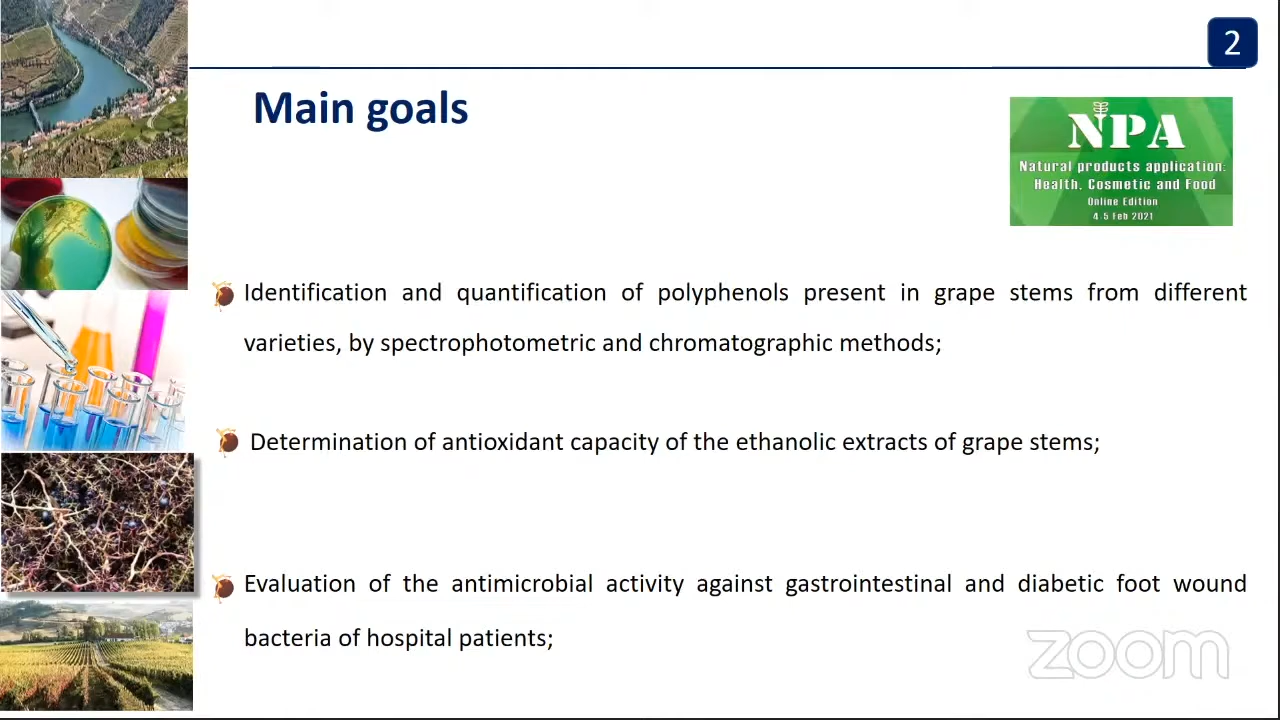 2
Main goals
NPA
Natural products application:
Health, Cosmetic and Food
Online Edition
4, 5 Feb 2021
Identification and quantification of polyphenols present in grape stems from different
varieties, by spectrophotometric and chromatographic methods;
Determination of antioxidant capacity of the ethanolic extracts of grape stems;
Evaluation of the antimicrobial activity against gastrointestinal and diabetic foot wound
bacteria of hospital patients;
zoom